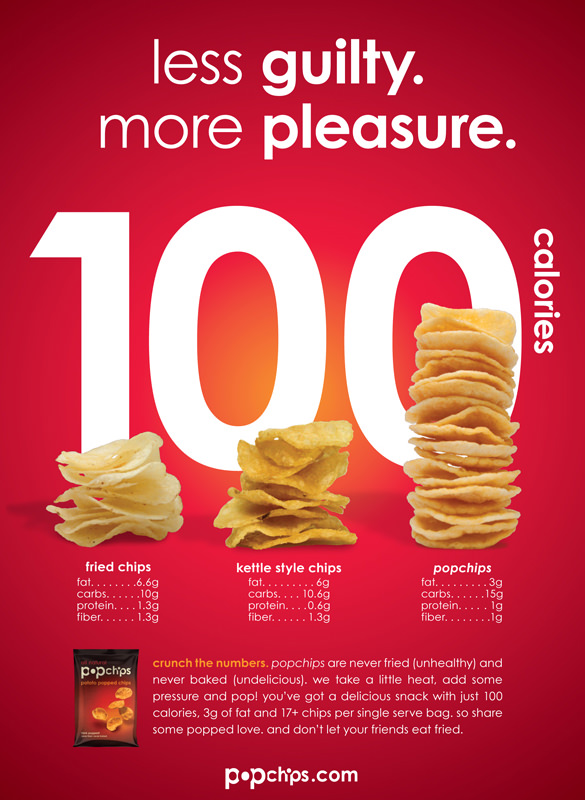 less guilty.
more pleasure.
100
calories
fried chips
fat. . . . . . . .6.6g
carbs. . . . . .10g
protein. . . . 1.3g
fiber. . . . . . 1.3g
kettle style chips
fat. . . . . . . . . 6g
carbs. . . . 10.6g
protein. . . .0.6g
fiber. . . . . . 1.3g
popchips
fat. . . . . . . . . 3g
carbs. . . . . .15g
protein. . . . . 1g
fiber. . . . . . . .1g
all natural
popchips
potato popped chips
crunch the numbers. popchips are never fried (unhealthy) and
never baked (undelicious). we take a little heat, add some
pressure and pop! you've got a delicious snack with just 100
calories, 3g of fat and 17+ chips per single serve bag. so share
some popped love. and don't let your friends eat fried.
popchips.com